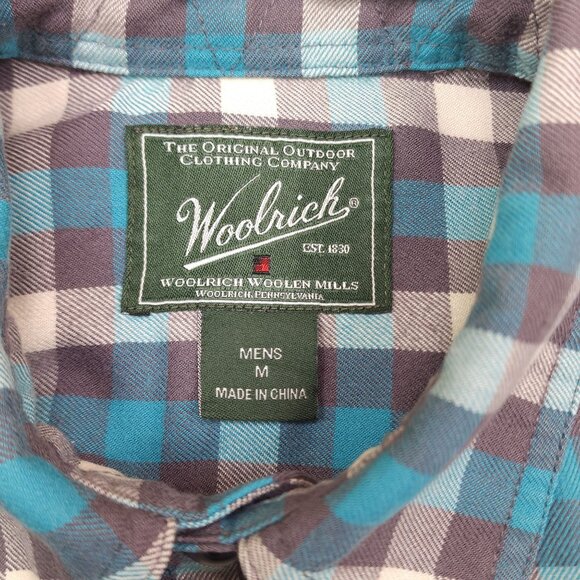 The Original Outdoor
Clothing Company
Woolrich®
EST. 1830
Woolrich Woolen Mills
Woolrich, Pennsylvania
MENS
M
MADE IN CHINA